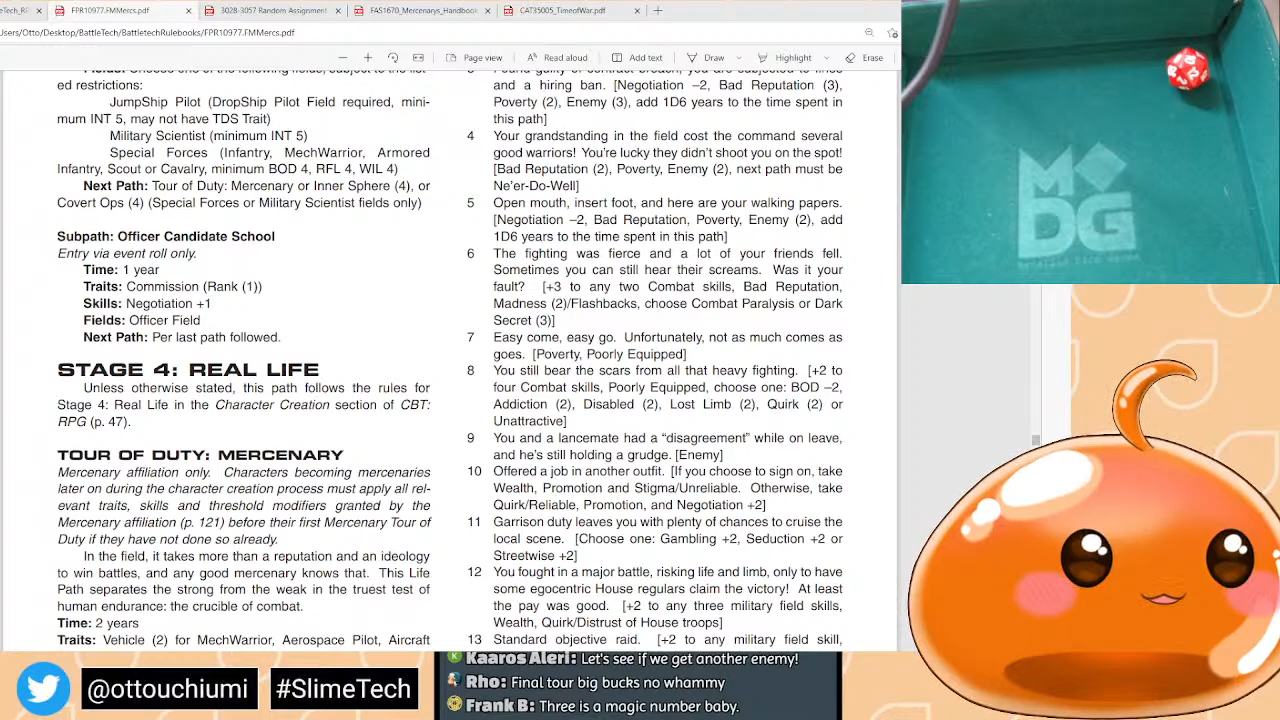 eTech_RP
FPR10977.FMMercs.pdf
3028-3057 Random Assignment
FAS1670_Mercenarys_Handbook
CAT35005_TimeofWar.pdf
Jsers/Otto/Desktop/BattleTech/BattletechRulebooks/FPR10977.FMMercs.pdf
Page view
Read aloud
Add text
Draw
Highlight
Erase
Fields: Choose one of the following fields, subject to the list-
ed restrictions:
JumpShip Pilot (DropShip Pilot Field required, mini-
mum INT 5, may not have TDS Trait)
Military Scientist (minimum INT 5)
Special Forces (Infantry, MechWarrior, Armored
Infantry, Scout or Cavalry, minimum BOD 4, RFL 4, WIL 4)
Next Path: Tour of Duty: Mercenary or Inner Sphere (4), or
Covert Ops (4) (Special Forces or Military Scientist fields only)
Subpath: Officer Candidate School
Entry via event roll only.
Time: 1 year
Traits: Commission (Rank (1))
Skills: Negotiation +1
Fields: Officer Field
Next Path: Per last path followed.
STAGE 4: REAL LIFE
Unless otherwise stated, this path follows the rules for
Stage 4: Real Life in the Character Creation section of CBT:
RPG (p. 47).
TOUR OF DUTY: MERCENARY
Mercenary affiliation only. Characters becoming mercenaries
later on during the character creation process must apply all rel-
evant traits, skills and threshold modifiers granted by the
Mercenary affiliation (p. 121) before their first Mercenary Tour of
Duty if they have not done so already.
In the field, it takes more than a reputation and an ideology
to win battles, and any good mercenary knows that. This Life
Path separates the strong from the weak in the truest test of
human endurance: the crucible of combat.
Time: 2 years
Traits: Vehicle (2) for MechWarrior, Aerospace Pilot, Aircraft
3 Found guilty of contract breach, you are subjected to fines
and a hiring ban. [Negotiation –2, Bad Reputation (3),
Poverty (2), Enemy (3), add 1D6 years to the time spent in
this path]
4 Your grandstanding in the field cost the command several
good warriors! You're lucky they didn't shoot you on the spot!
[Bad Reputation (2), Poverty, Enemy (2), next path must be
Ne'er-Do-Well]
5 Open mouth, insert foot, and here are your walking papers.
[Negotiation –2, Bad Reputation, Poverty, Enemy (2), add
1D6 years to the time spent in this path]
6 The fighting was fierce and a lot of your friends fell.
Sometimes you can still hear their screams. Was it your
fault? [+3 to any two Combat skills, Bad Reputation,
Madness (2)/Flashbacks, choose Combat Paralysis or Dark
Secret (3)]
7 Easy come, easy go. Unfortunately, not as much comes as
goes. [Poverty, Poorly Equipped]
8 You still bear the scars from all that heavy fighting. [+2 to
four Combat skills, Poorly Equipped, choose one: BOD –2,
Addiction (2), Disabled (2), Lost Limb (2), Quirk (2) or
Unattractive]
9 You and a lancemate had a “disagreement” while on leave,
and he's still holding a grudge. [Enemy]
10 Offered a job in another outfit. [If you choose to sign on, take
Wealth, Promotion and Stigma/Unreliable. Otherwise, take
Quirk/Reliable, Promotion, and Negotiation +2]
11 Garrison duty leaves you with plenty of chances to cruise the
local scene. [Choose one: Gambling +2, Seduction +2 or
Streetwise +2]
12 You fought in a major battle, risking life and limb, only to have
some egocentric House regulars claim the victory! At least
the pay was good. [+2 to any three military field skills,
Wealth, Quirk/Distrust of House troops]
13 Standard objective raid. [+2 to any military field skill,
MDG
@ottouchiumi
#SlimeTech
K Kaaros Aleri: Let's see if we get another enemy!
Rho: Final tour big bucks no whammy
Frank B: Three is a magic number baby.